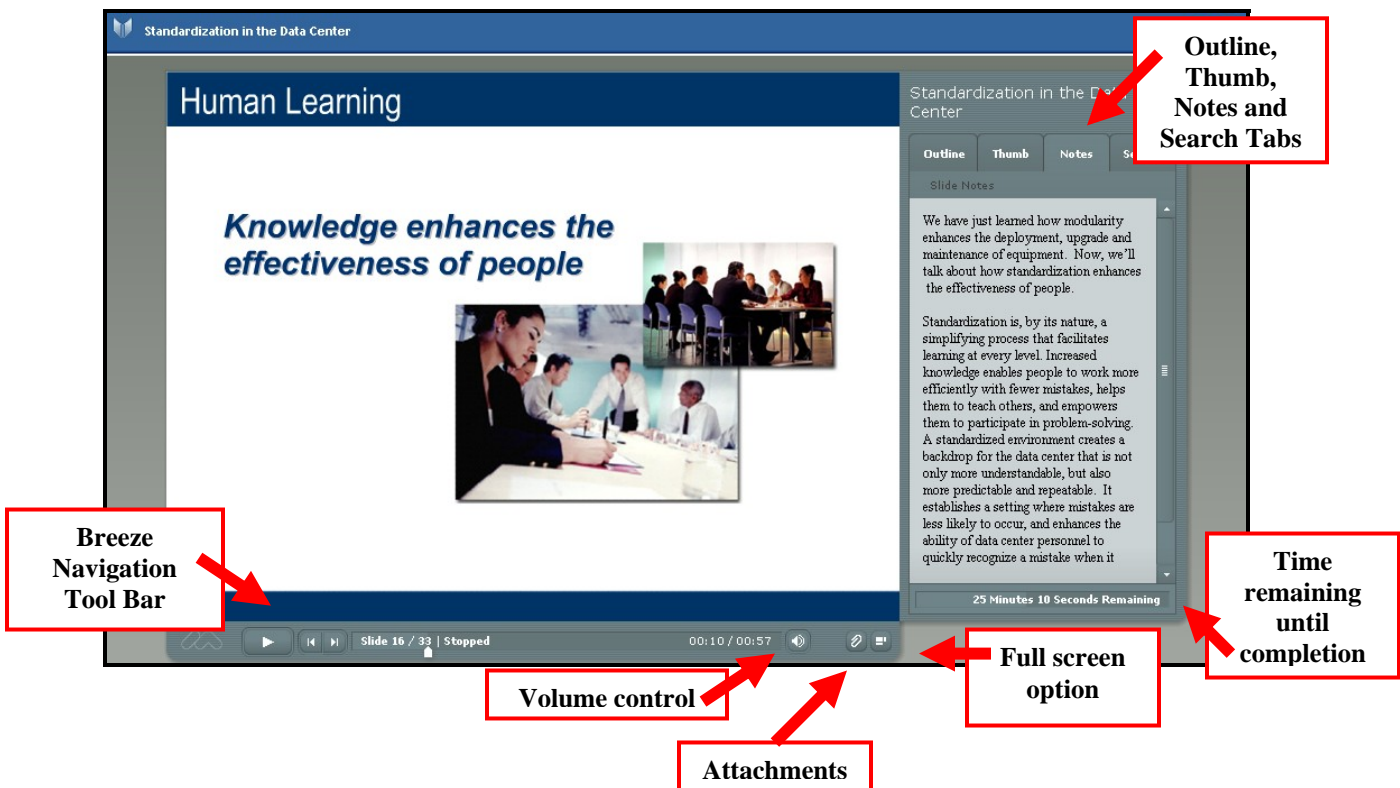 Standardization in the Data Center
Outline,
Thumb,
Notes and
Search Tabs
Human Learning
Knowledge enhances the
effectiveness of people
Standardization in the
Center
Outline Thumb Notes
Slide Notes
We have just learned how modularity
enhances the deployment, upgrade and
maintenance of equipment. Now, we'll
talk about how standardization enhances
the effectiveness of people.
Standardization is, by its nature, a
simplifying process that facilitates
learning at every level. Increased
knowledge enables people to work more
efficiently with fewer mistakes, helps
them to teach others, and empowers
them to participate in problem-solving.
A standardized environment creates a
backdrop for the data center that is not
only more understandable, but also
more predictable and repeatable. It
establishes a setting where mistakes are
less likely to occur, and enhances the
ability of data center personnel to
quickly recognize a mistake when it
25 Minutes 10 Seconds Remaining
Breeze
Navigation
Tool Bar
Time
remaining
until
completion
Slide 16 / 33 | Stopped
00:10 / 00:57
Full screen
option
Volume control
Attachments